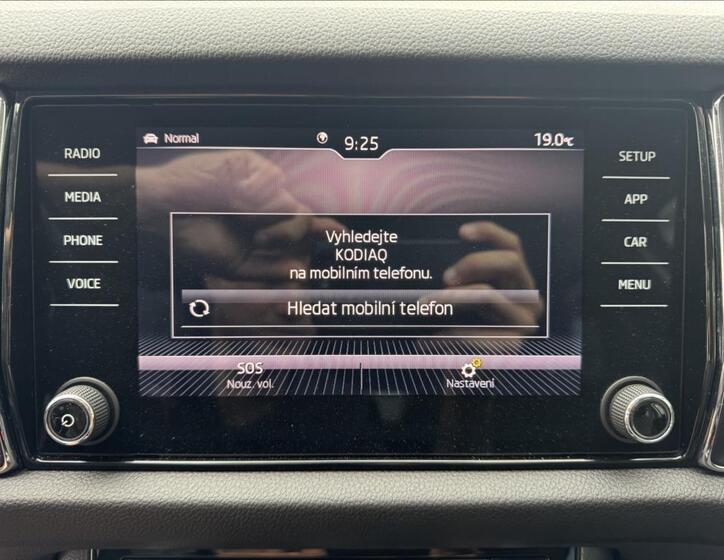 Normal
9:25
19.0°C
RADIO
MEDIA
PHONE
VOICE
SETUP
APP
CAR
MENU
Vyhledejte
KODIAQ
na mobilním telefonu.
Hledat mobilní telefon
SOS
Nouz. vol.
Nastavení